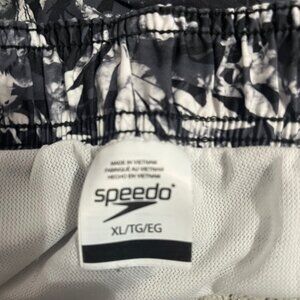 MADE IN VIETNAM
FABRIQUÉ AU VIETNAM
HECHO EN VIETNAM
speedo
XL/TG/EG